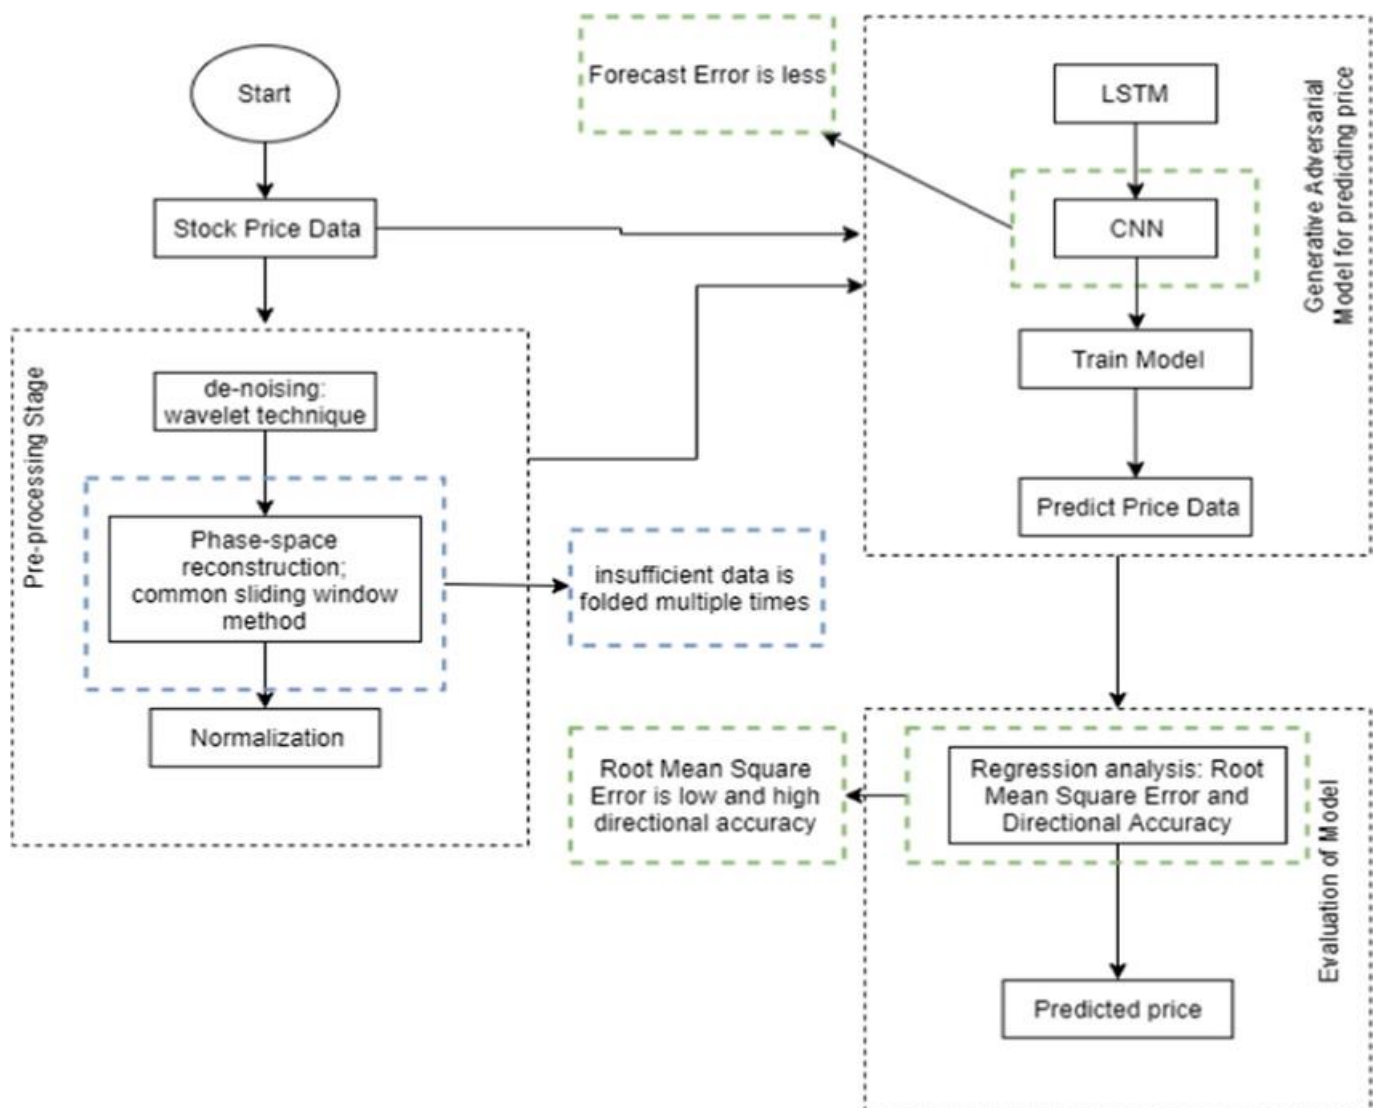 Start
Stock Price Data
Pre-processing Stage
de-noising:
wavelet technique
Phase-space
reconstruction;
common sliding window
method
Normalization
insufficient data is
folded multiple times
Forecast Error is less
LSTM
CNN
Train Model
Predict Price Data
Generative Adversarial
Model for predicting price
Root Mean Square
Error is low and high
directional accuracy
Regression analysis: Root
Mean Square Error and
Directional Accuracy
Predicted price
Evaluation of Model